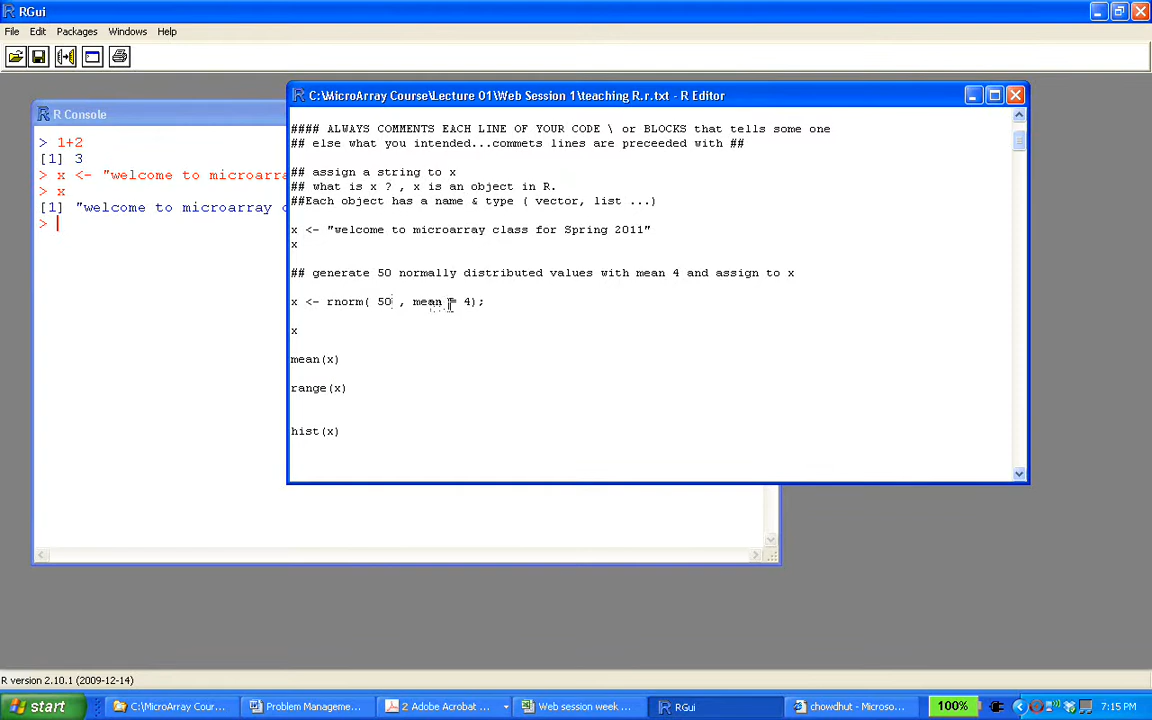 RGui
File Edit Packages Windows Help
R Console
> 1+2
[1] 3
> x <- "welcome to microarra
> x
[1] "welcome to microarray c
>
C:\MicroArray Course\Lecture 01\Web Session 1\teaching R.r.txt - R Editor
#### ALWAYS COMMENTS EACH LINE OF YOUR CODE \ or BLOCKS that tells some one
## else what you intended...commets lines are preceeded with ##
## assign a string to x
## what is x ? , x is an object in R.
##Each object has a name & type ( vector, list ...)
x <- "welcome to microarray class for Spring 2011"
x
## generate 50 normally distributed values with mean 4 and assign to x
x <- rnorm( 50 , mean = 4);
x
mean(x)
range(x)
hist(x)
R version 2.10.1 (2009-12-14)
start C:\MicroArray Cour... Problem Manageme... 2 Adobe Acrobat ... Web session week ... RGui chowdhut - Microso... 100% 7:15 PM